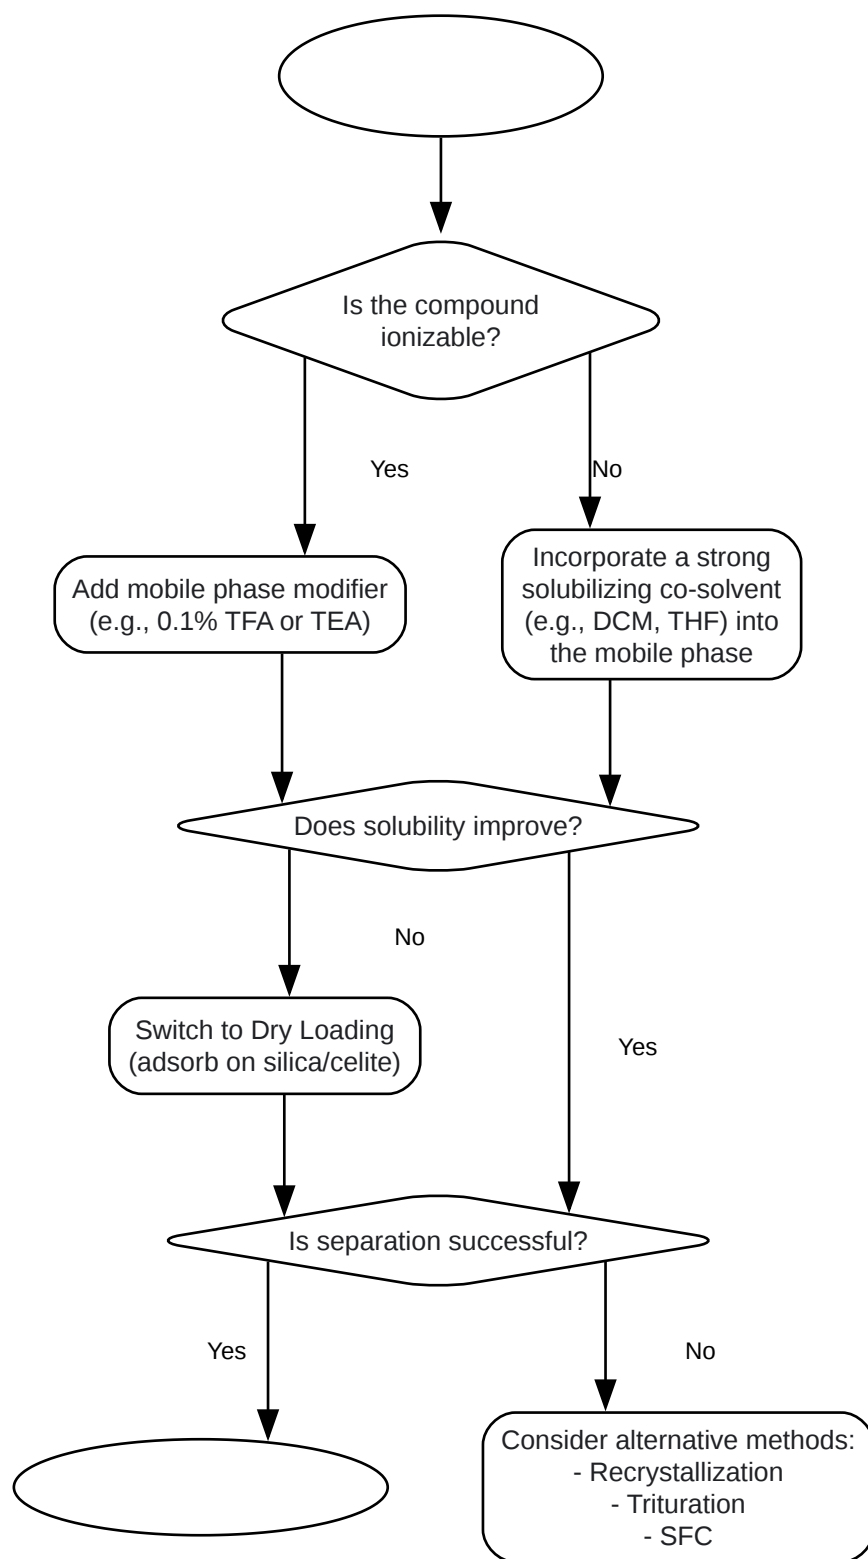 Is the compound
ionizable?
Yes
No
Add mobile phase modifier
(e.g., 0.1% TFA or TEA)
Incorporate a strong
solubilizing co-solvent
(e.g., DCM, THF) into
the mobile phase
Does solubility improve?
No
Switch to Dry Loading
(adsorb on silica/celite)
Yes
Is separation successful?
Yes
No
Consider alternative methods:
- Recrystallization
- Trituration
- SFC